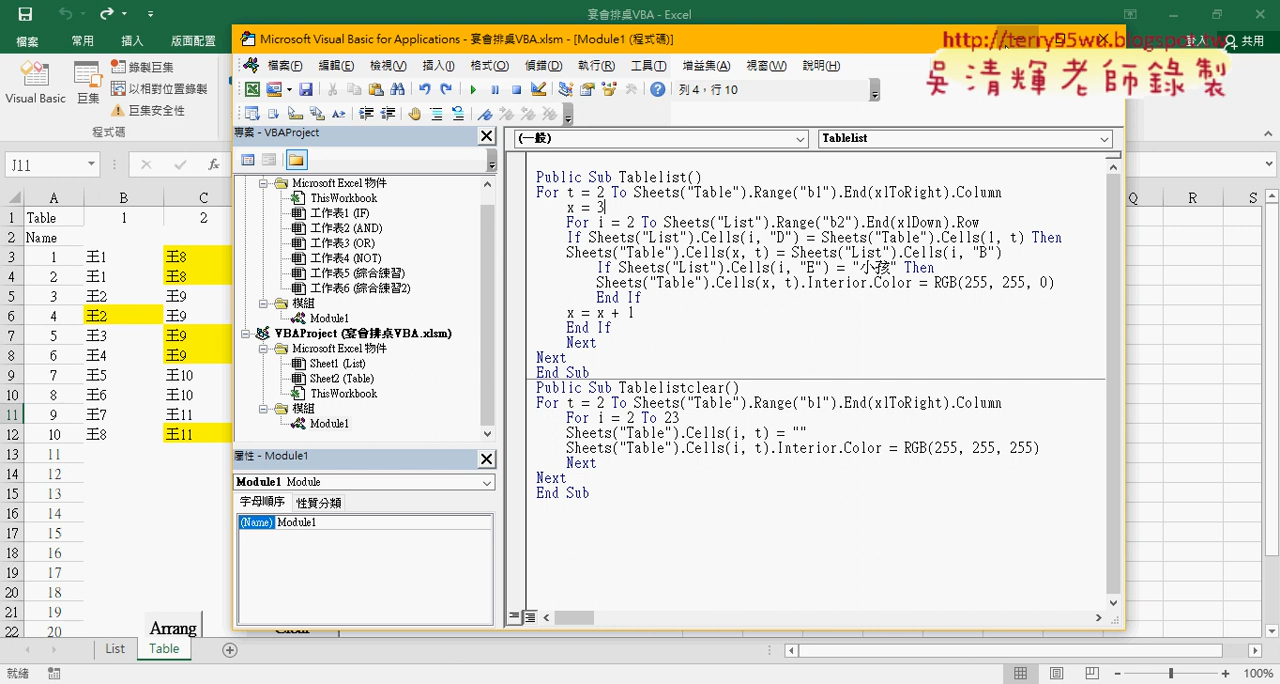 宴會排桌VBA - Excel
檔案
常用
插入
版面配置
共用
http://terry55wu.blogspot.tw
吳清輝老師錄製
Visual Basic
巨集
錄製巨集
以相對位置錄製
巨集安全性
程式碼
J11
fx
A B C Q R S
1 Table 1 2
2 Name
3 1 王1 王8
4 2 王1 王8
5 3 王2 王9
6 4 王2 王9
7 5 王3 王9
8 6 王4 王9
9 7 王5 王10
10 8 王6 王10
11 9 王7 王11
12 10 王8 王11
13 11
14 12
15 13
16 14
17 15
18 16
19 17
20 18
21 19
22 20
Arrang
List
Table
就緒
100%
Microsoft Visual Basic for Applications - 宴會排桌VBA.xlsm - [Module1 (程式碼)]
檔案(F) 編輯(E) 檢視(V) 插入(I) 格式(O) 偵錯(D) 執行(R) 工具(T) 增益集(A) 視窗(W) 說明(H)
列 4，行 10
專案 - VBAProject
Microsoft Excel 物件
ThisWorkbook
工作表1 (IF)
工作表2 (AND)
工作表3 (OR)
工作表4 (NOT)
工作表5 (綜合練習)
工作表6 (綜合練習2)
模組
Module1
VBAProject (宴會排桌VBA.xlsm)
Microsoft Excel 物件
Sheet1 (List)
Sheet2 (Table)
ThisWorkbook
模組
Module1
屬性 - Module1
Module1 Module
字母順序 性質分類
(Name) Module1
(一般)
Tablelist
Public Sub Tablelist()
For t = 2 To Sheets("Table").Range("b1").End(xlToRight).Column
x = 3
For i = 2 To Sheets("List").Range("b2").End(xlDown).Row
If Sheets("List").Cells(i, "D") = Sheets("Table").Cells(1, t) Then
Sheets("Table").Cells(x, t) = Sheets("List").Cells(i, "B")
If Sheets("List").Cells(i, "E") = "小孩" Then
Sheets("Table").Cells(x, t).Interior.Color = RGB(255, 255, 0)
End If
x = x + 1
End If
Next
Next
End Sub
Public Sub Tablelistclear()
For t = 2 To Sheets("Table").Range("b1").End(xlToRight).Column
For i = 2 To 23
Sheets("Table").Cells(i, t) = ""
Sheets("Table").Cells(i, t).Interior.Color = RGB(255, 255, 255)
Next
Next
End Sub